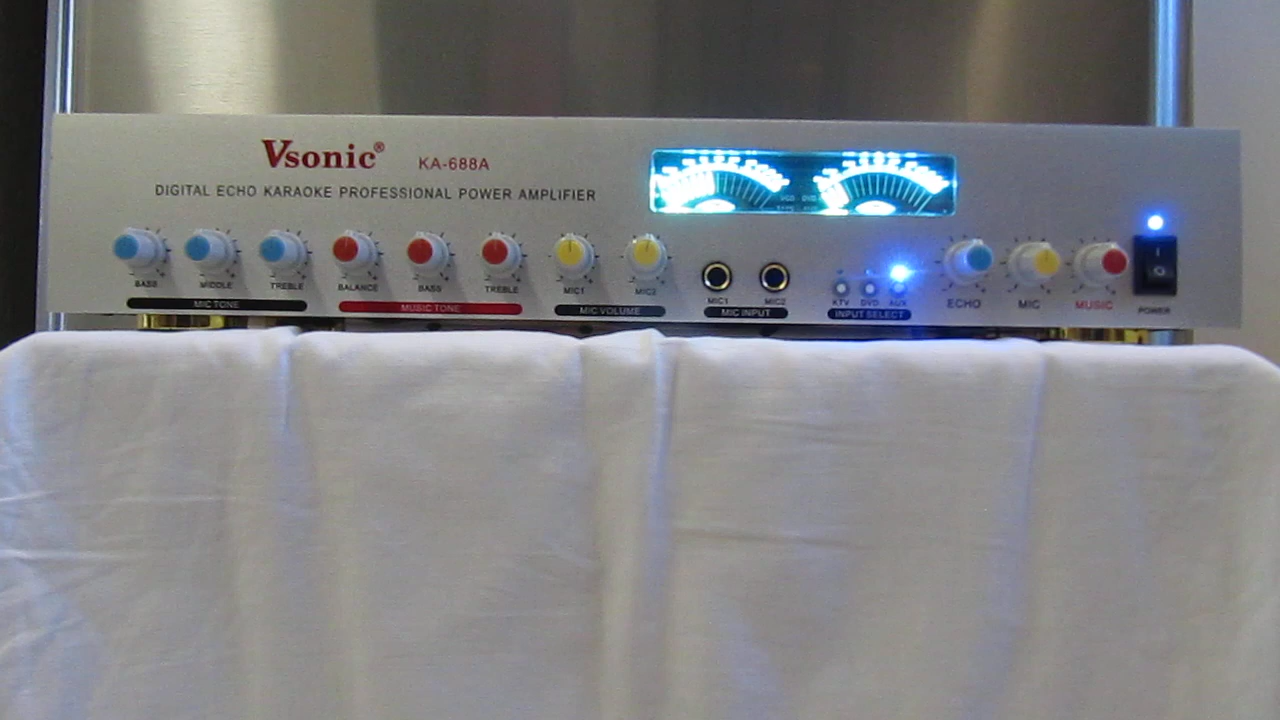 Vsonic® KA-688A
DIGITAL ECHO KARAOKE PROFESSIONAL POWER AMPLIFIER
BASS MIDDLE TREBLE BALANCE BASS TREBLE MIC1 MIC2
MIC1 MIC2 KTV DVD AUX ECHO MIC MUSIC POWER
MIC TONE MUSIC TONE MIC VOLUME MIC INPUT INPUT SELECT